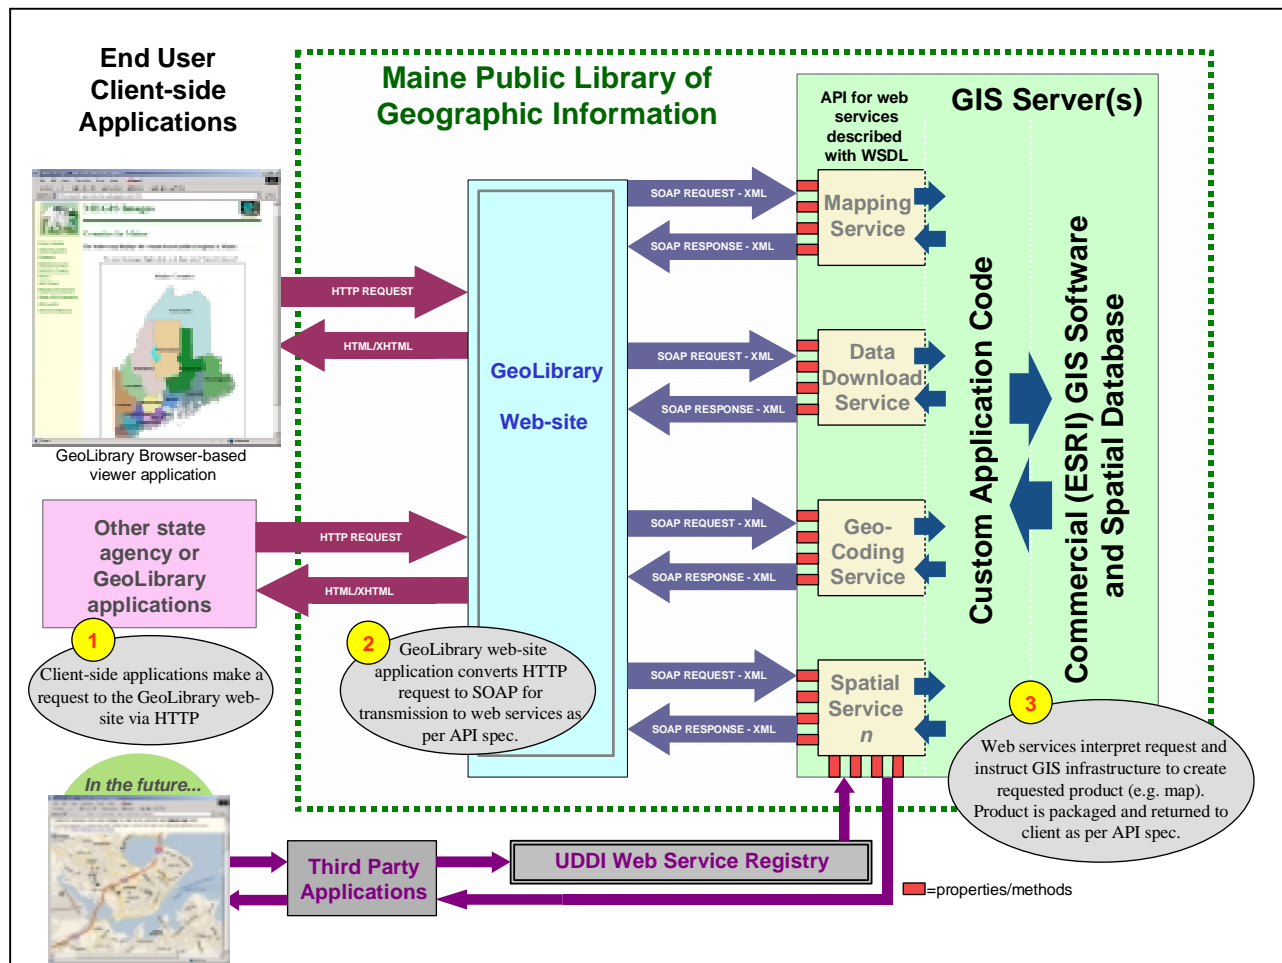 End User
Client-side
Applications
Maine Public Library of
Geographic Information
API for web
services
described
with WSDL
GIS Server(s)
SOAP REQUEST - XML
SOAP RESPONSE - XML
Mapping
Service
HTTP REQUEST
HTML/XHTML
GeoLibrary Browser-based
viewer application
GeoLibrary
Web-site
SOAP REQUEST - XML
SOAP RESPONSE - XML
Data
Download
Service
Custom Application Code
Commercial (ESRI) GIS Software
and Spatial Database
Other state
agency or
GeoLibrary
applications
HTTP REQUEST
HTML/XHTML
SOAP REQUEST - XML
SOAP RESPONSE - XML
Geo-
Coding
Service
1
Client-side applications make a
request to the GeoLibrary web-
site via HTTP
2
GeoLibrary web-site
application converts HTTP
request to SOAP for
transmission to web services as
per API spec.
SOAP REQUEST - XML
SOAP RESPONSE - XML
Spatial
Service
n
3
Web services interpret request and
instruct GIS infrastructure to create
requested product (e.g. map).
Product is packaged and returned to
client as per API spec.
In the future...
Third Party
Applications
UDDI Web Service Registry
=properties/methods